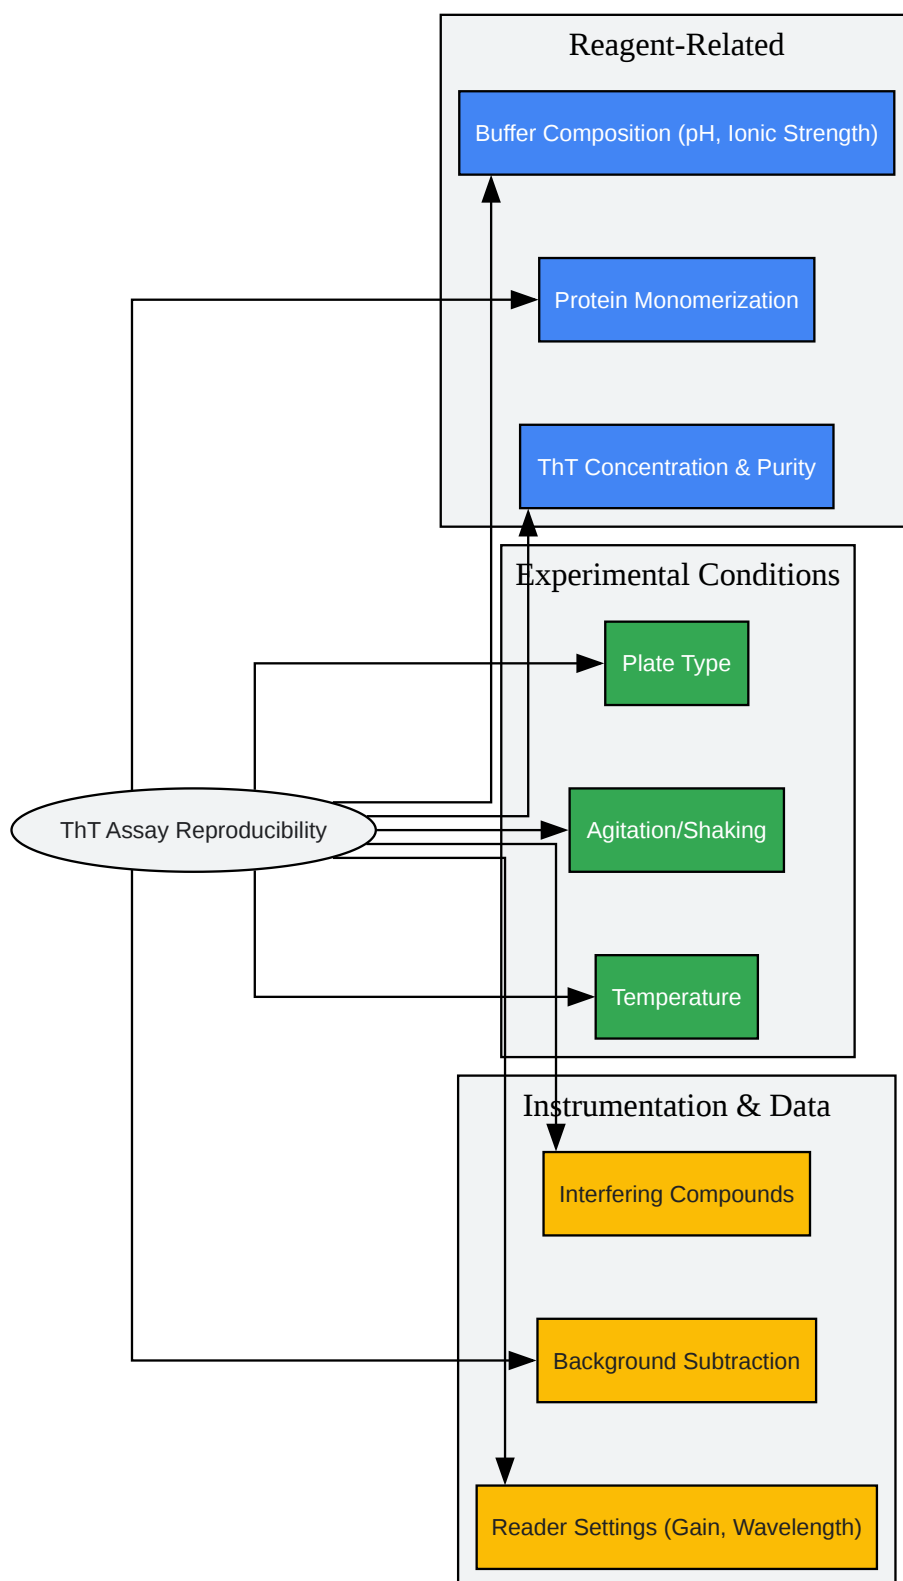 Reagent-Related
Buffer Composition (pH, Ionic Strength)
Protein Monomerization
ThT Concentration & Purity
Experimental Conditions
Plate Type
ThT Assay Reproducibility
Agitation/Shaking
Temperature
Instrumentation & Data
Interfering Compounds
Background Subtraction
Reader Settings (Gain, Wavelength)